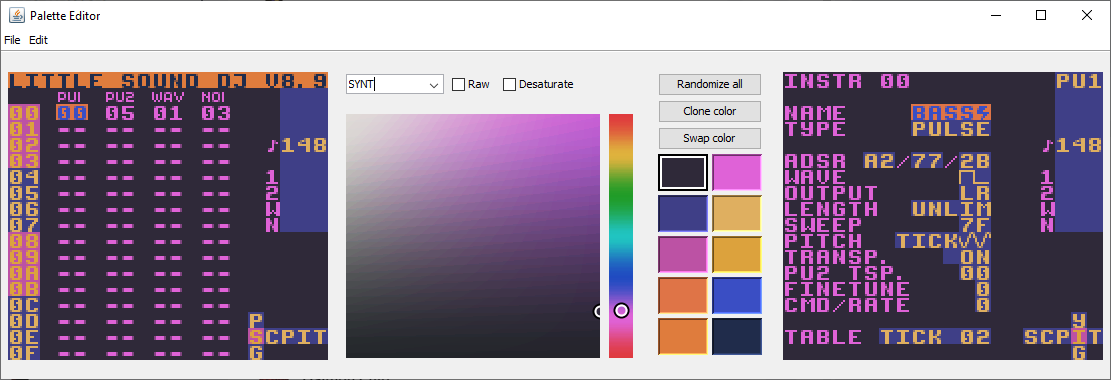 Palette Editor
File Edit
LITTLE SOUND DJ V8.9
PU1 PU2 WAV NOI
00 00 05 01 03
01 -- -- -- --
02 -- -- -- -- ♪148
03 -- -- -- --
04 -- -- -- -- 1
05 -- -- -- -- 2
06 -- -- -- -- W
07 -- -- -- -- N
08 -- -- -- --
09 -- -- -- --
0A -- -- -- --
0B -- -- -- --
0C -- -- -- --
0D -- -- -- -- P
0E -- -- -- -- SCPIT
0F -- -- -- -- G
SYNT
Raw
Desaturate
Randomize all
Clone color
Swap color
INSTR 00 PU1
NAME BASS
TYPE PULSE
♪148
ADSR A2/77/2B
WAVE 1
OUTPUT LR 2
LENGTH UNLIM W
SWEEP 7F N
PITCH TICK
TRANSP. ON
PU2 TSP. 00
FINETUNE 0
CMD/RATE 0
Y
TABLE TICK 02 SCPIT
G